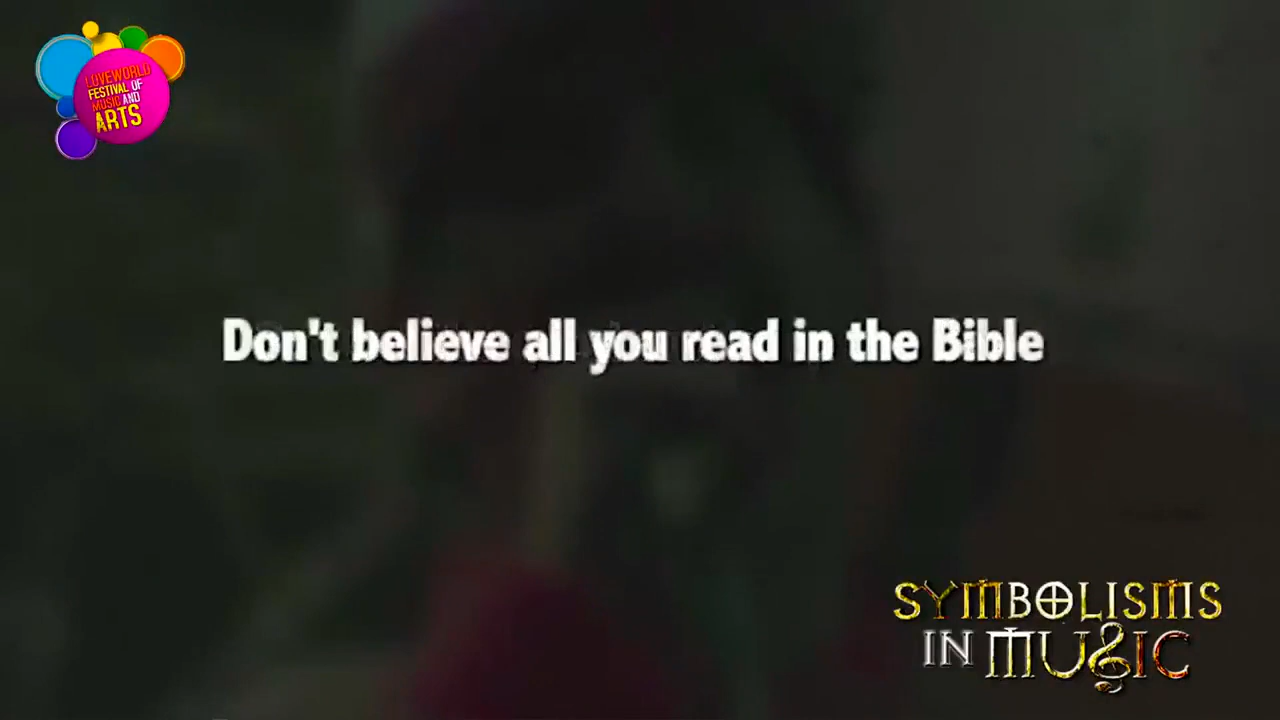 LOVEWORLD
FESTIVAL OF
MUSIC AND
ARTS
Don't believe all you read in the Bible
SYMBOLISMS
IN MUSIC